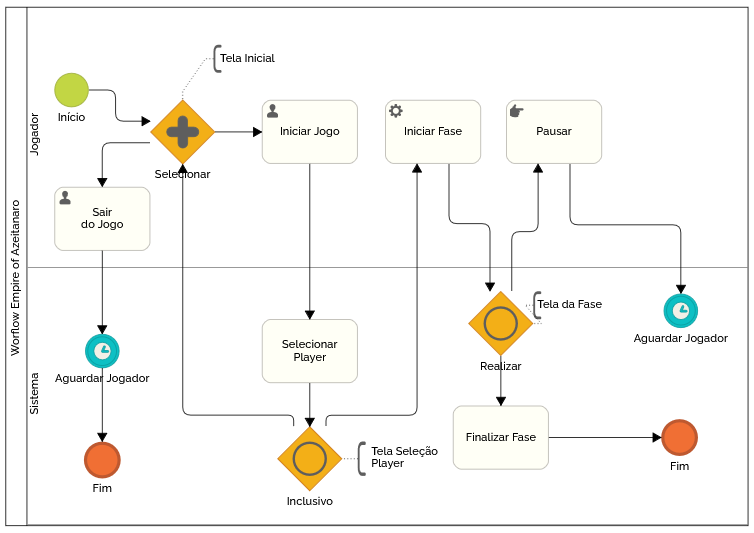 Worflow Empire of Azeitanaro
Jogador
Início
Selecionar
Tela Inicial
Iniciar Jogo
Iniciar Fase
Pausar
Sair
do Jogo
Sistema
Aguardar Jogador
Fim
Selecionar
Player
Inclusivo
Tela Seleção
Player
Realizar
Tela da Fase
Finalizar Fase
Aguardar Jogador
Fim